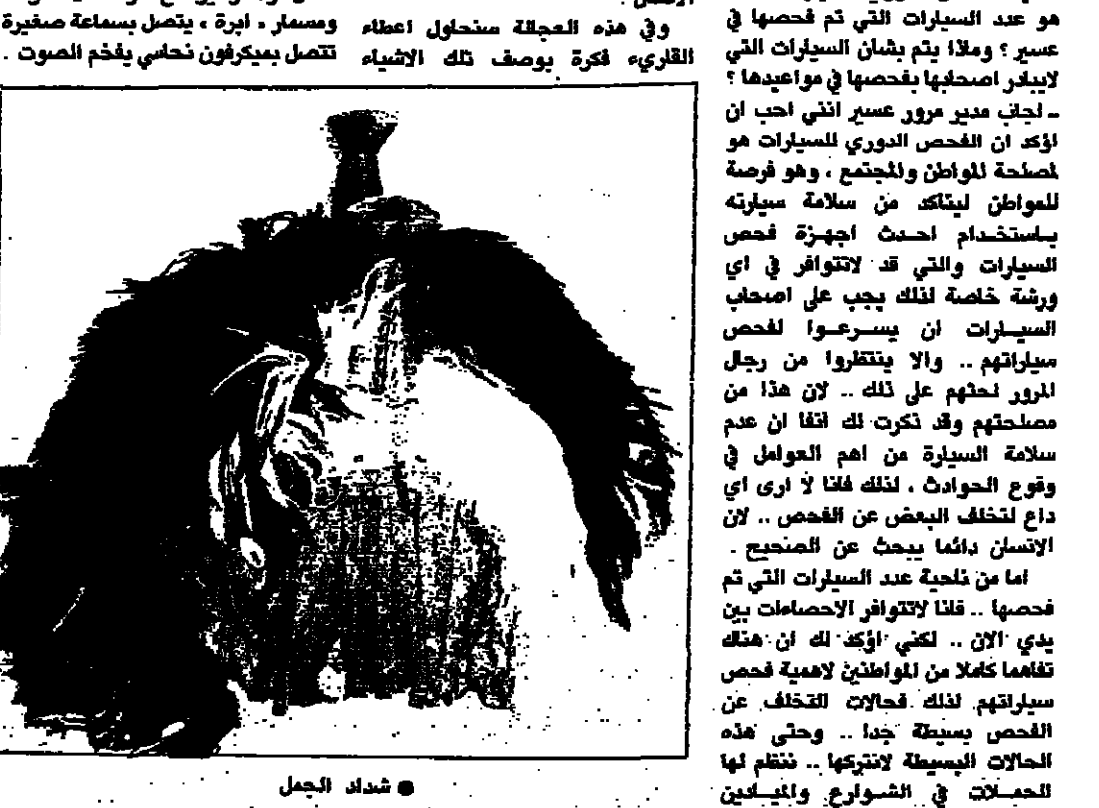 هو عدد السيارات التي تم فحصها في
عسير ؟ وماذا يتم بشأن السيارات التي
لايبادر اصحابها بفحصها في مواعيدها ؟
ـ اجاب مدير مرور عسير انني احب ان
اؤكد ان الفحص الدوري للسيارات هو
لمصلحة المواطن والمجتمع ، وهو فرصة
للمواطن ليتاكد من سلامة سيارته
باستخدام احدث اجهزة فحص
السيارات والتي قد لاتتوافر في اي
ورشة خاصة لذلك يجب على اصحاب
السيارات ان يسرعوا لفحص
سياراتهم .. والا ينتظروا من رجال
المرور لحثهم على ذلك .. لان هذا من
مصلحتهم وقد ذكرت لك انفا ان عدم
سلامة السيارة من اهم العوامل في
وقوع الحوادث ، لذلك فانا لا ارى اي
داع لتخلف البعض عن الفحص .. لان
الانسان دائما يبحث عن الصحيح .
اما من ناحية عدد السيارات التي تم
فحصها .. فانا لاتتوافر الاحصاءات بين
يدي الان .. لكني اؤكد لك ان هناك
تفاهما كاملا من المواطنين لاهمية فحص
سياراتهم لذلك فحالات التخلف عن
الفحص بسيطة جدا .. وحتى هذه
الحالات البسيطة لانتركها .. ننظم لها
الحملات في الشوارع والميادين
وفي هذه العجالة سنحاول اعطاء
القاريء فكرة بوصف تلك الاشياء
ومسمار « ابرة » يتصل بسماعة صغيرة
تتصل بميكرفون نحاسي يفخم الصوت .
● شداد الجمل